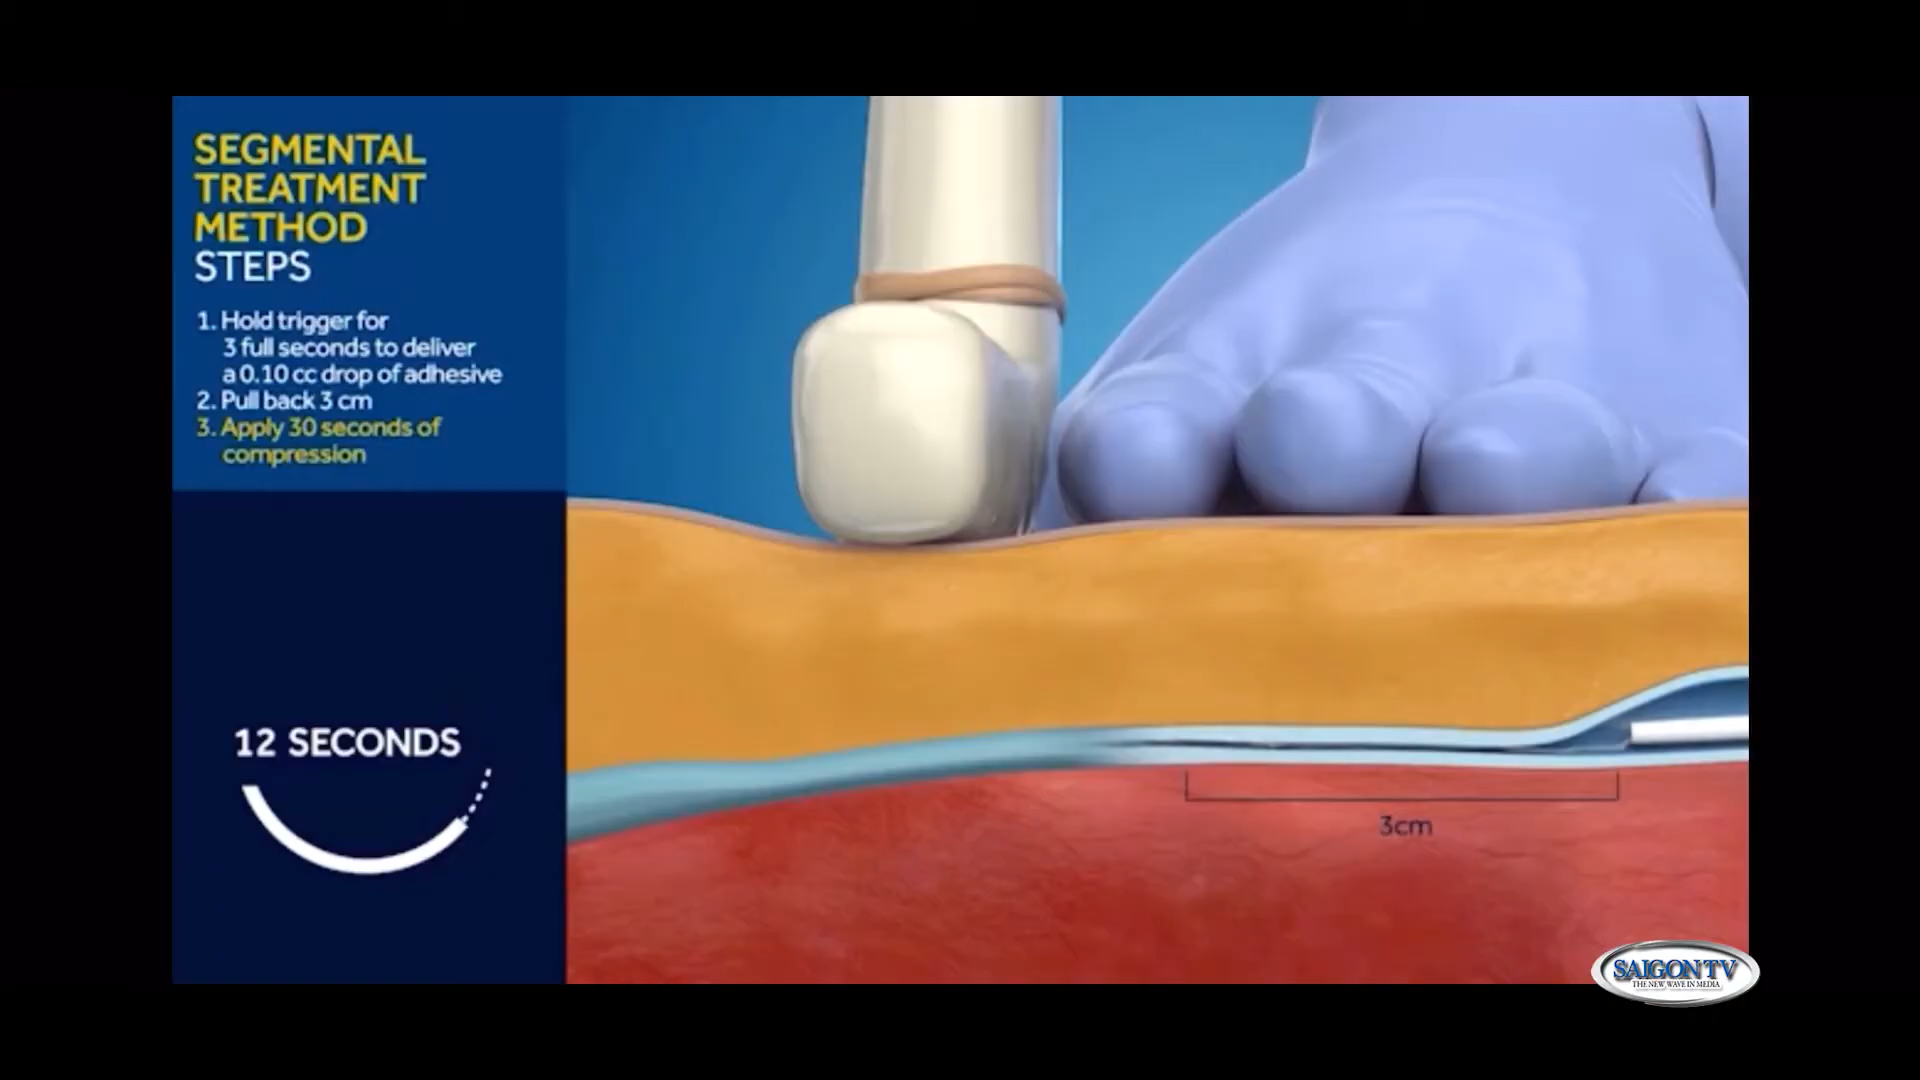 SEGMENTAL
TREATMENT
METHOD
STEPS
1. Hold trigger for
3 full seconds to deliver
a 0.10 cc drop of adhesive
2. Pull back 3 cm
3. Apply 30 seconds of
compression
12 SECONDS
3cm
SAIGON TV
THE NEW WAVE IN MEDIA